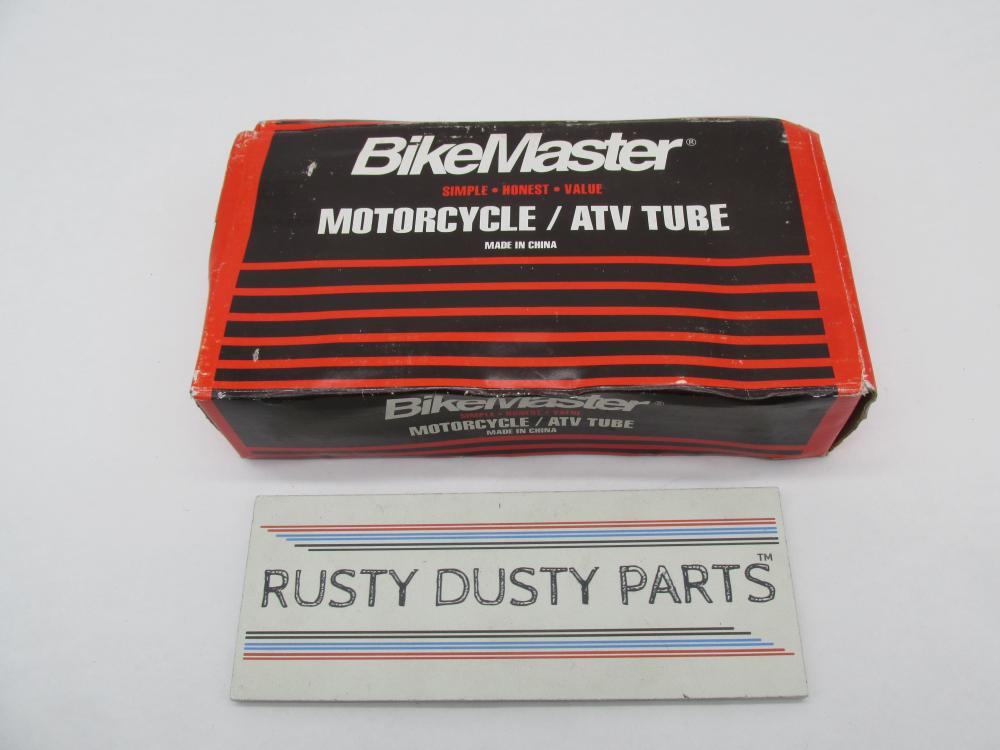 BikeMaster®
SIMPLE • HONEST • VALUE
MOTORCYCLE / ATV TUBE
MADE IN CHINA
BikeMaster®
SIMPLE • HONEST • VALUE
MOTORCYCLE / ATV TUBE
MADE IN CHINA
RUSTY DUSTY PARTS™